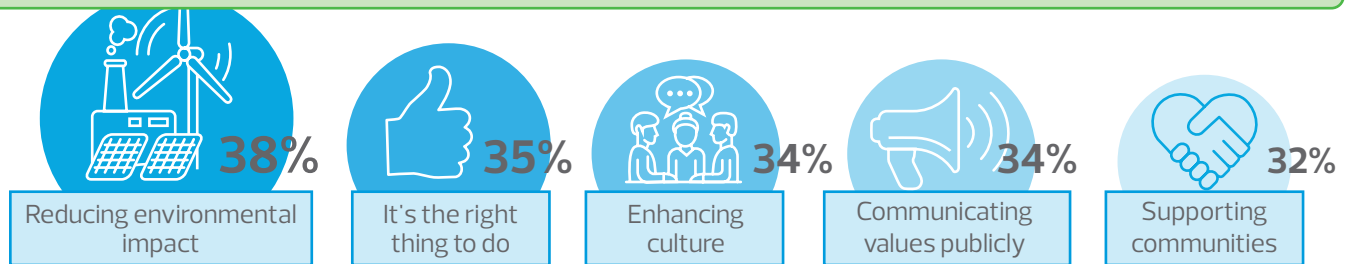 38%
Reducing environmental
impact
35%
It's the right
thing to do
34%
Enhancing
culture
34%
Communicating
values publicly
32%
Supporting
communities